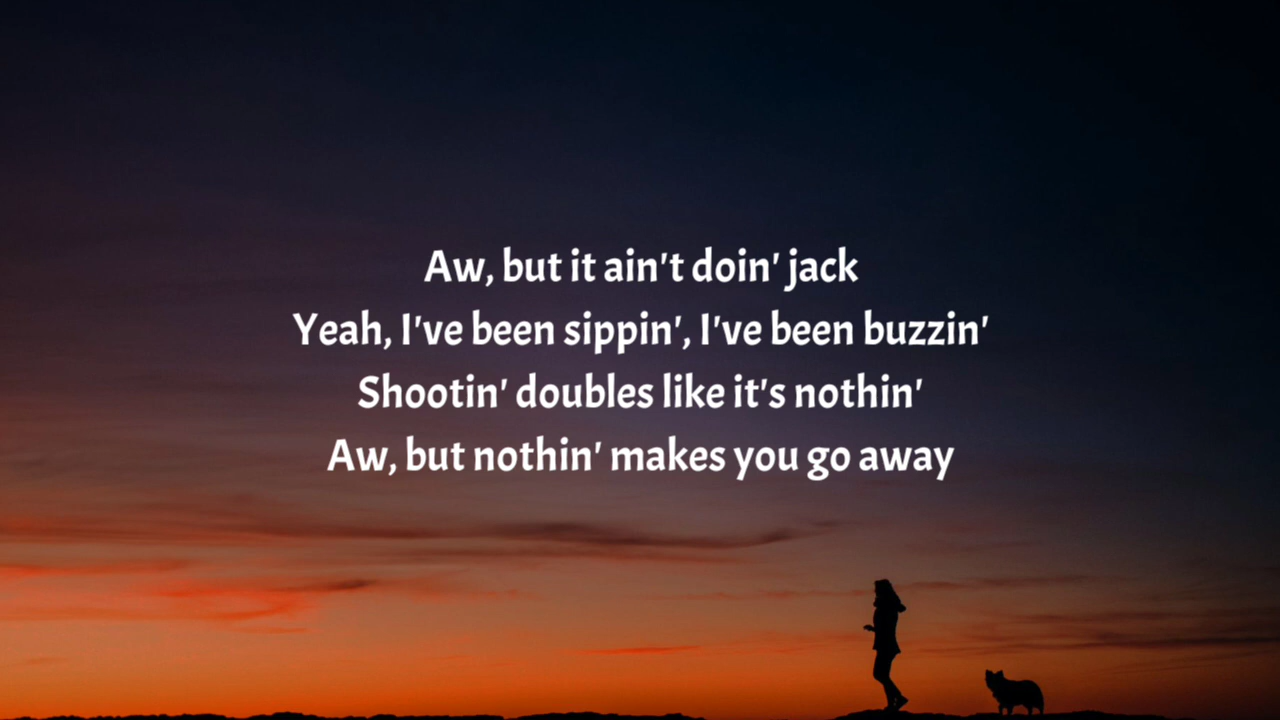 Aw, but it ain't doin' jack
Yeah, I've been sippin', I've been buzzin'
Shootin' doubles like it's nothin'
Aw, but nothin' makes you go away